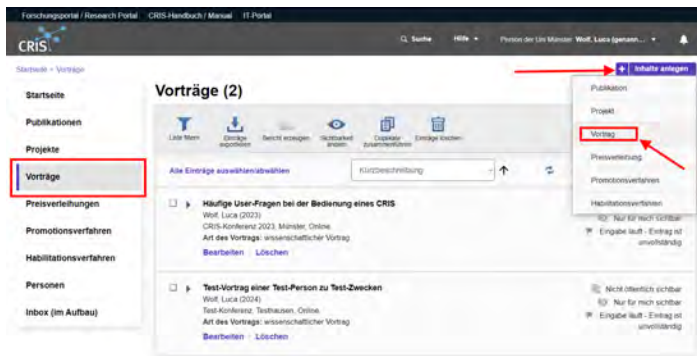 Forschungsportal / Research Portal CRIS-Handbuch / Manual IT-Portal
CRIS
Suche Hilfe Person der Uni Münster: Wolf, Luca (genann...
Startseite > Vorträge
+ Inhalte anlegen
Startseite
Publikationen
Projekte
Vorträge
Preisverleihungen
Promotionsverfahren
Habilitationsverfahren
Personen
Inbox (im Aufbau)
Vorträge (2)
Liste filtern
Einträge exportieren
Bericht erzeugen
Sichtbarkeit ändern
Duplikate zusammenführen
Einträge löschen
Alle Einträge auswählen/abwählen
Kurzbeschreibung
Publikation
Projekt
Vortrag
Preisverleihung
Promotionsverfahren
Habilitationsverfahren
Häufige User-Fragen bei der Bedienung eines CRIS
Wolf, Luca (2023)
CRIS-Konferenz 2023, Münster, Online.
Art des Vortrags: wissenschaftlicher Vortrag
Bearbeiten Löschen
Nur für mich sichtbar
Eingabe läuft - Eintrag ist
unvollständig
Test-Vortrag einer Test-Person zu Test-Zwecken
Wolf, Luca (2024)
Test-Konferenz, Testhausen, Online.
Art des Vortrags: wissenschaftlicher Vortrag
Bearbeiten Löschen
Nicht öffentlich sichtbar
Nur für mich sichtbar
Eingabe läuft - Eintrag ist
unvollständig